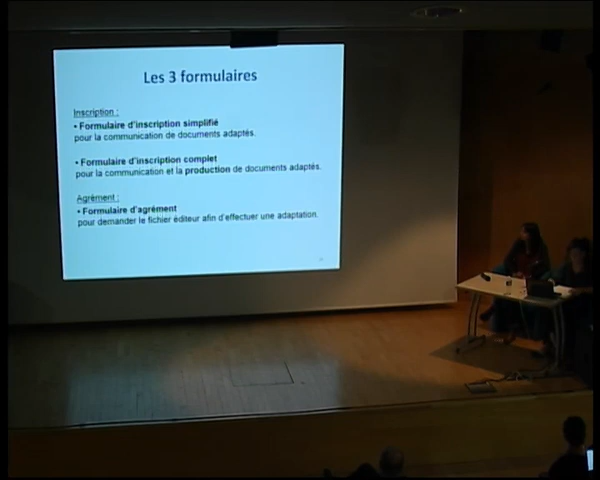 Les 3 formulaires
Inscription :
• Formulaire d'inscription simplifié
pour la communication de documents adaptés.
• Formulaire d'inscription complet
pour la communication et la production de documents adaptés.
Agrément :
• Formulaire d'agrément
pour demander le fichier éditeur afin d'effectuer une adaptation.